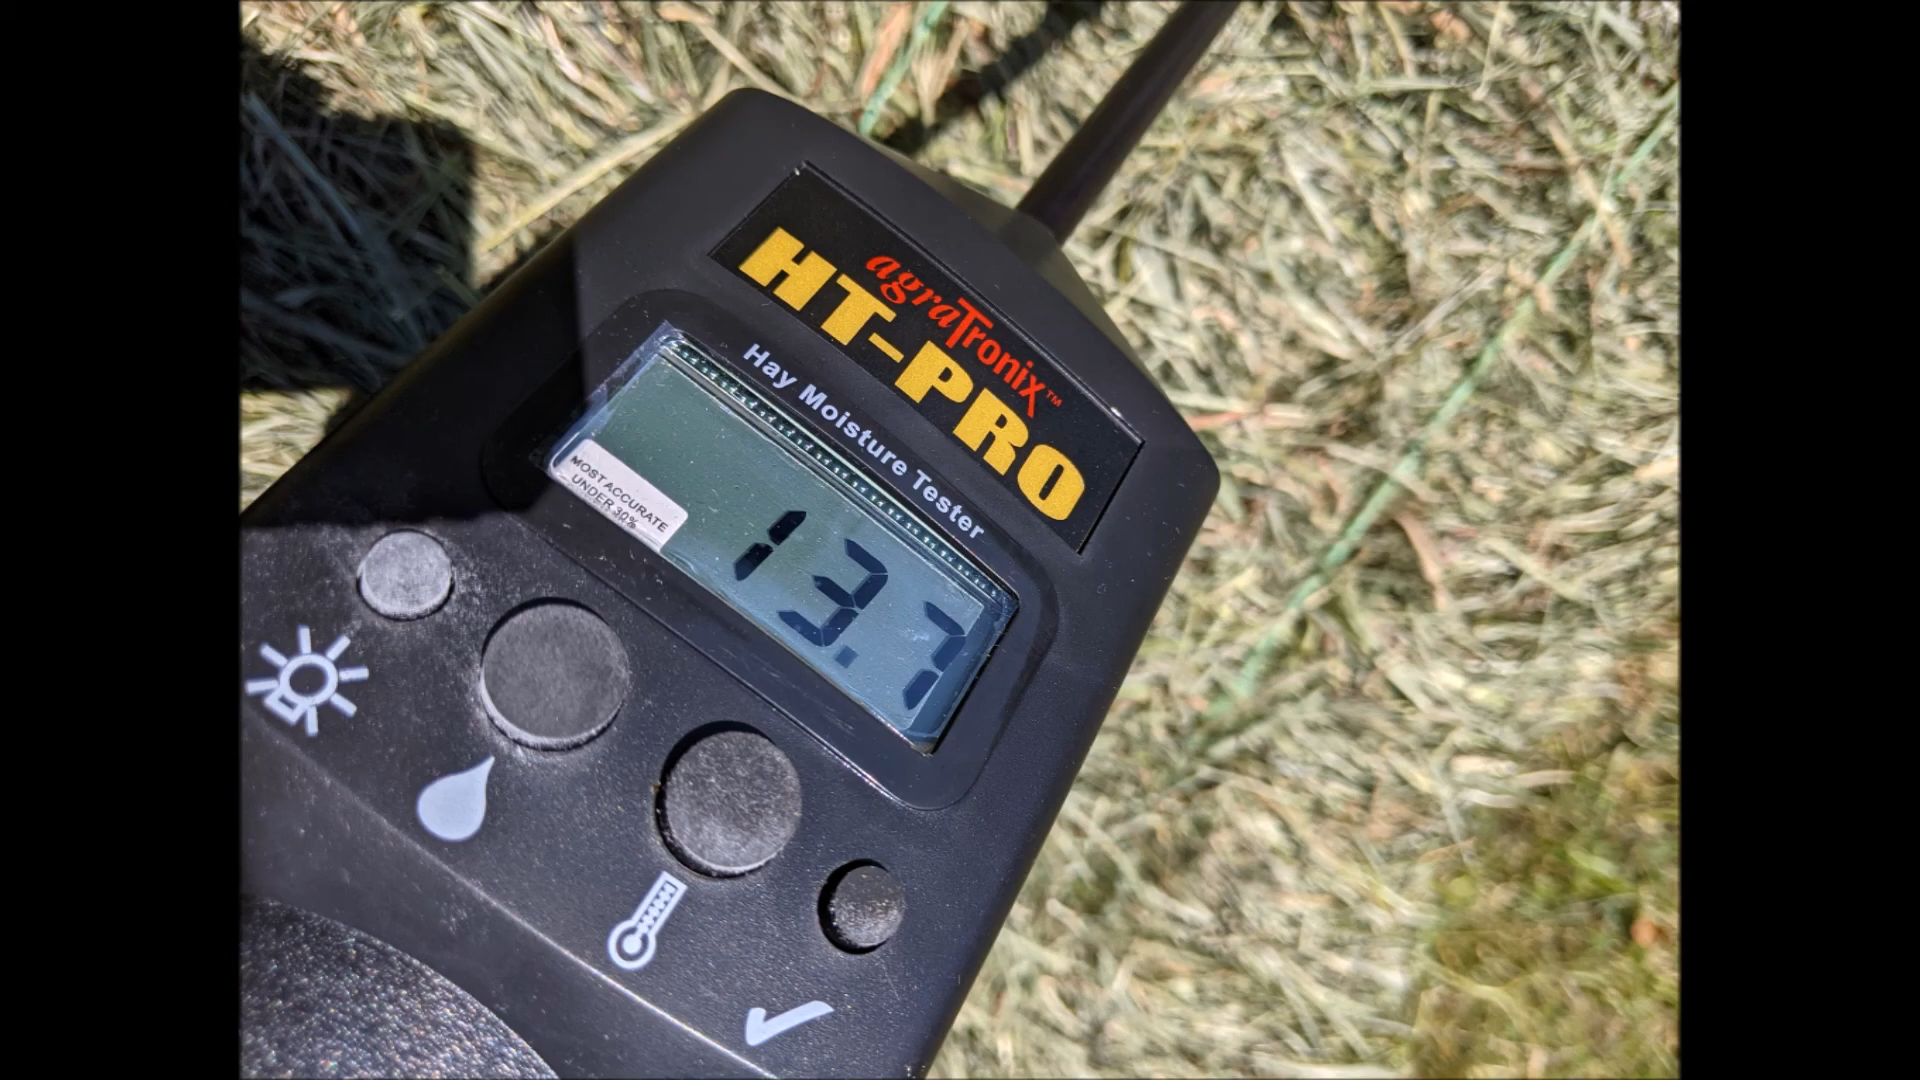 agraTronix™
HT-PRO
Hay Moisture Tester
MOST ACCURATE
UNDER 30%
13.7